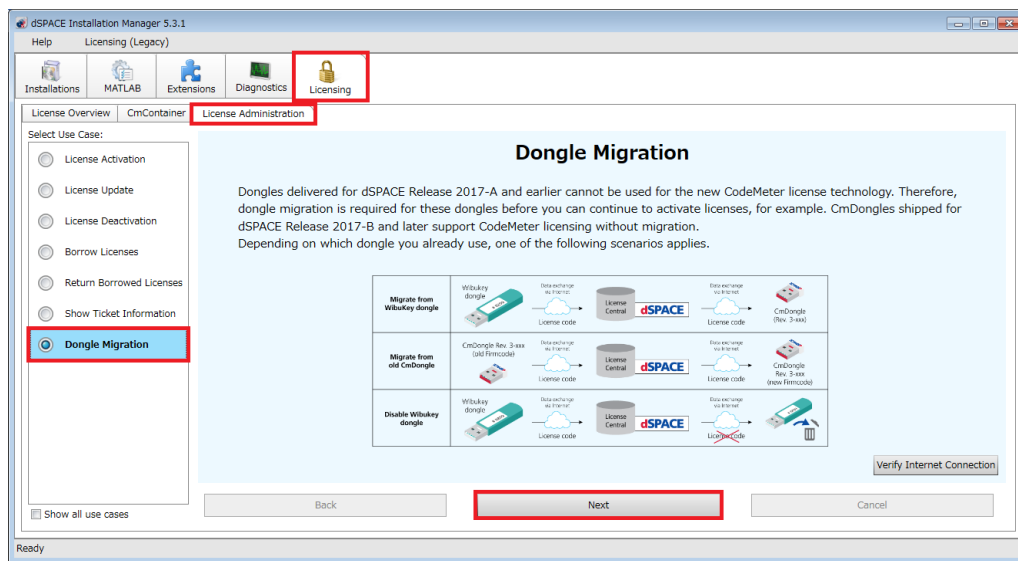 dSPACE Installation Manager 5.3.1
Help Licensing (Legacy)
Installations MATLAB Extensions Diagnostics Licensing
License Overview CmContainer License Administration
Select Use Case:
License Activation
License Update
License Deactivation
Borrow Licenses
Return Borrowed Licenses
Show Ticket Information
Dongle Migration
Show all use cases
Dongle Migration
Dongles delivered for dSPACE Release 2017-A and earlier cannot be used for the new CodeMeter license technology. Therefore,
dongle migration is required for these dongles before you can continue to activate licenses, for example. CmDongles shipped for
dSPACE Release 2017-B and later support CodeMeter licensing without migration.
Depending on which dongle you already use, one of the following scenarios applies.
Migrate from
WibuKey dongle
Wibukey
dongle
Data exchange
via Internet
License code
License
Central
dSPACE
Data exchange
via Internet
License code
CmDongle
(Rev. 3-xxx)
Migrate from
old CmDongle
CmDongle Rev. 3-xxx
(old Firmcode)
Data exchange
via Internet
License code
License
Central
dSPACE
Data exchange
via Internet
License code
CmDongle
Rev. 3-xxx
(new Firmcode)
Disable Wibukey
dongle
Wibukey
dongle
Data exchange
via Internet
License code
License
Central
dSPACE
Data exchange
via Internet
License code
Verify Internet Connection
Back Next Cancel
Ready